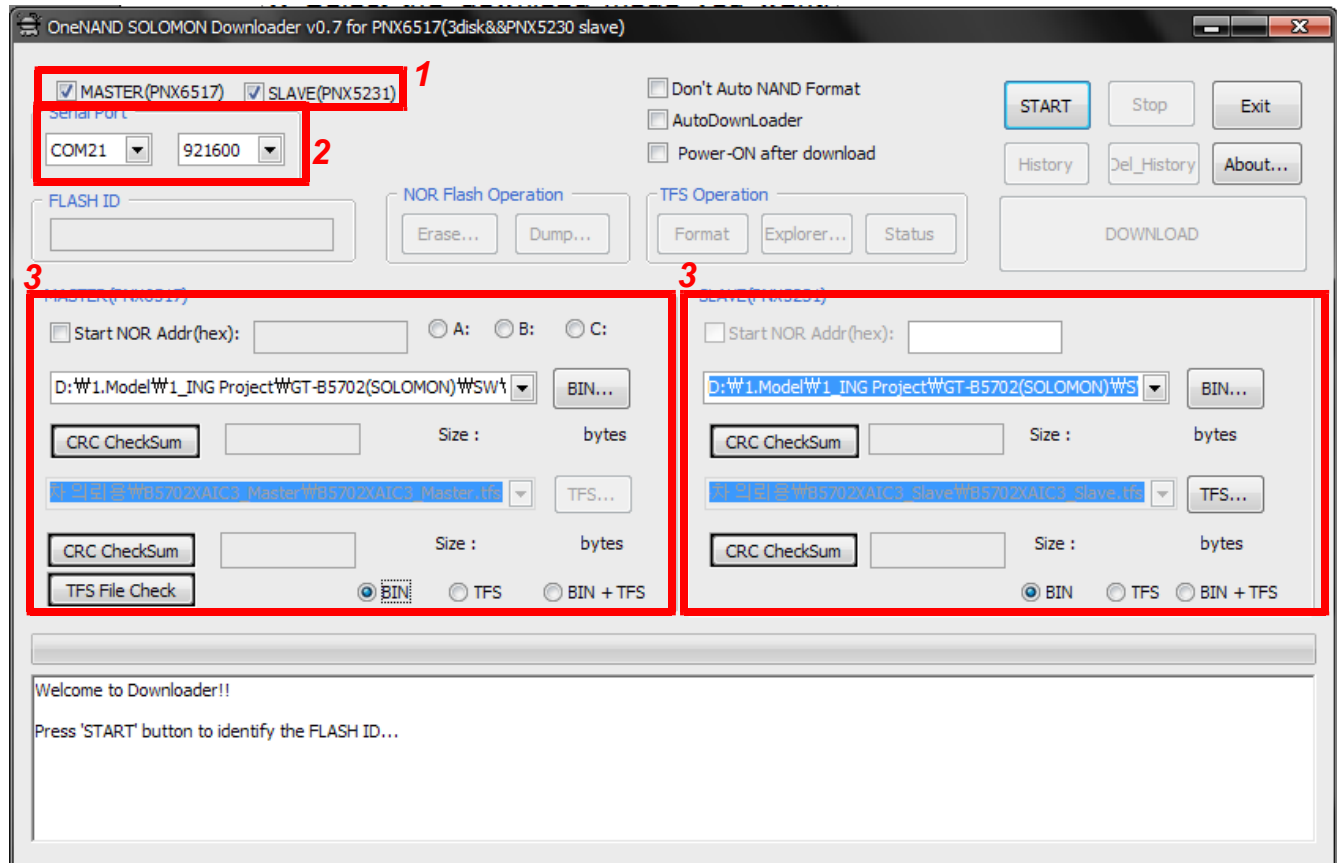 OneNAND SOLOMON Downloader v0.7 for PNX6517(3disk&&PNX5230 slave)
1
MASTER(PNX6517) SLAVE(PNX5231)
Serial Port
COM21 921600
2
Don't Auto NAND Format
AutoDownLoader
Power-ON after download
START Stop Exit
History Del_History About...
FLASH ID
NOR Flash Operation
Erase... Dump...
TFS Operation
Format Explorer... Status
DOWNLOAD
3
MASTER(PNX6517)
Start NOR Addr(hex): A: B: C:
D:₩1.Model₩1_ING Project₩GT-B5702(SOLOMON)₩SW₩
BIN...
CRC CheckSum Size : bytes
차 의뢰용₩B5702XAIC3_Master₩B5702XAIC3_Master.tfs
TFS...
CRC CheckSum Size : bytes
TFS File Check BIN TFS BIN + TFS
3
SLAVE(PNX5231)
Start NOR Addr(hex):
D:₩1.Model₩1_ING Project₩GT-B5702(SOLOMON)₩S
BIN...
CRC CheckSum Size : bytes
차 의뢰용₩B5702XAIC3_Slave₩B5702XAIC3_Slave.tfs
TFS...
CRC CheckSum Size : bytes
BIN TFS BIN + TFS
Welcome to Downloader!!
Press 'START' button to identify the FLASH ID...